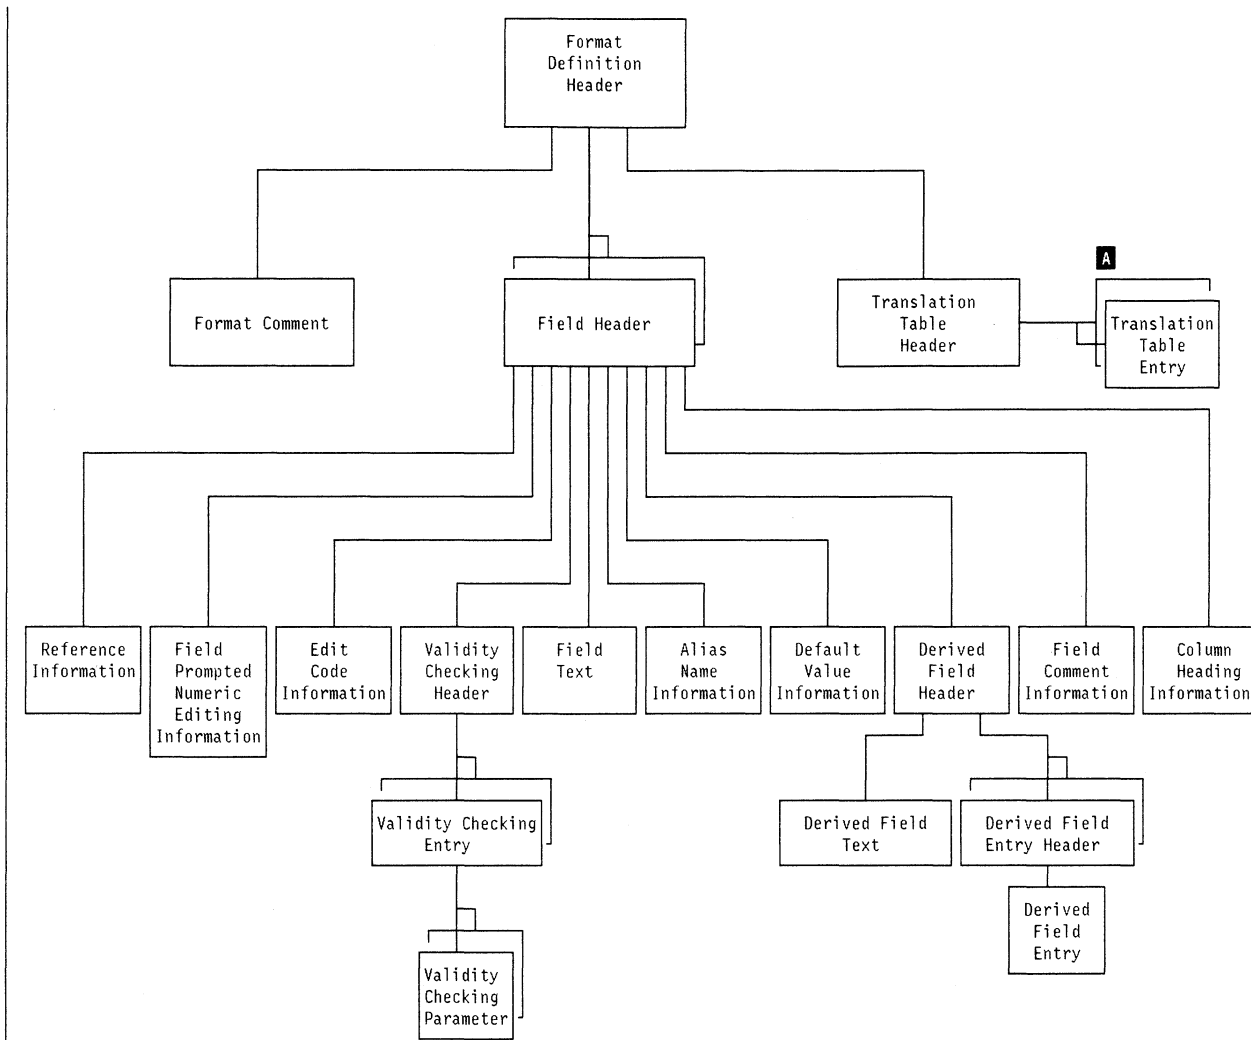 Format
Definition
Header
A
Format Comment
Field Header
Translation
Table
Header
Translation
Table
Entry
Reference
Information
Field
Prompted
Numeric
Editing
Information
Edit
Code
Information
Validity
Checking
Header
Field
Text
Alias
Name
Information
Default
Value
Information
Derived
Field
Header
Field
Comment
Information
Column
Heading
Information
Validity Checking
Entry
Derived Field
Text
Derived Field
Entry Header
Derived
Field
Entry
Validity
Checking
Parameter